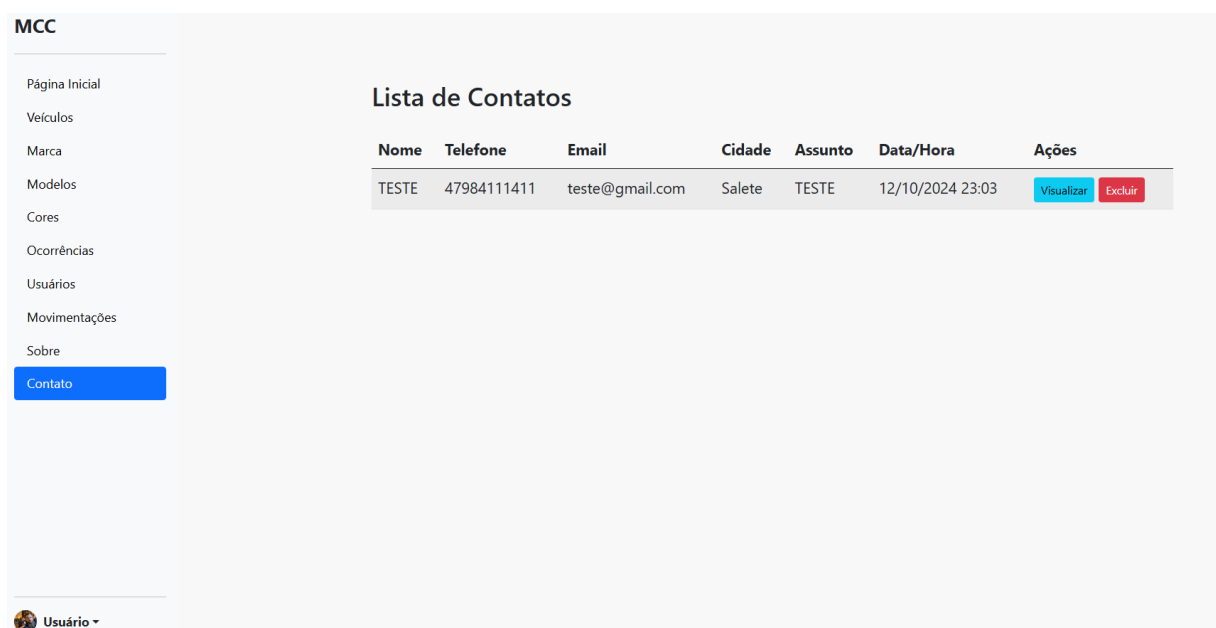 MCC
Página Inicial
Veículos
Marca
Modelos
Cores
Ocorrências
Usuários
Movimentações
Sobre
Contato
Usuário
Lista de Contatos
Nome Telefone Email Cidade Assunto Data/Hora Ações
TESTE 47984111411 teste@gmail.com Salete TESTE 12/10/2024 23:03 Visualizar Excluir